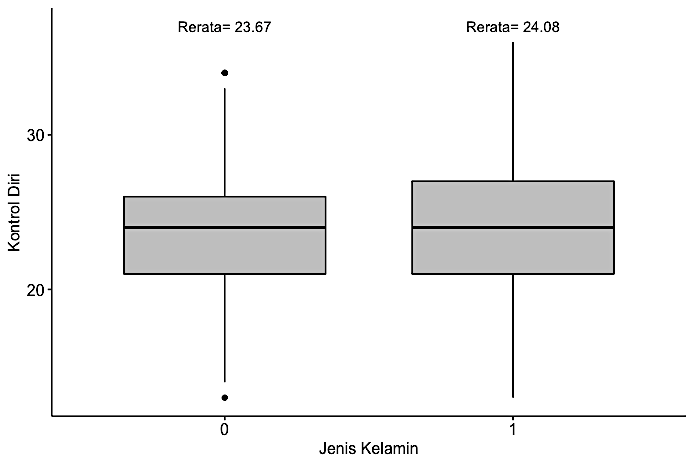 Rerata= 23.67
Rerata= 24.08
Kontrol Diri
30
20
0
1
Jenis Kelamin